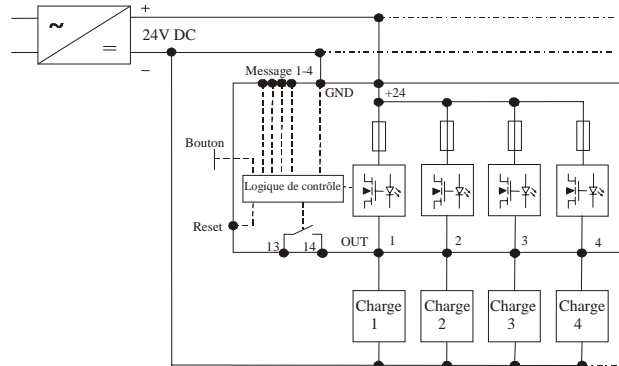 +
~
=
24V DC
–
Message 1-4
GND
+24
Bouton
Logique de contrôle
Reset
13
14
OUT
1
2
3
4
Charge
1
Charge
2
Charge
3
Charge
4